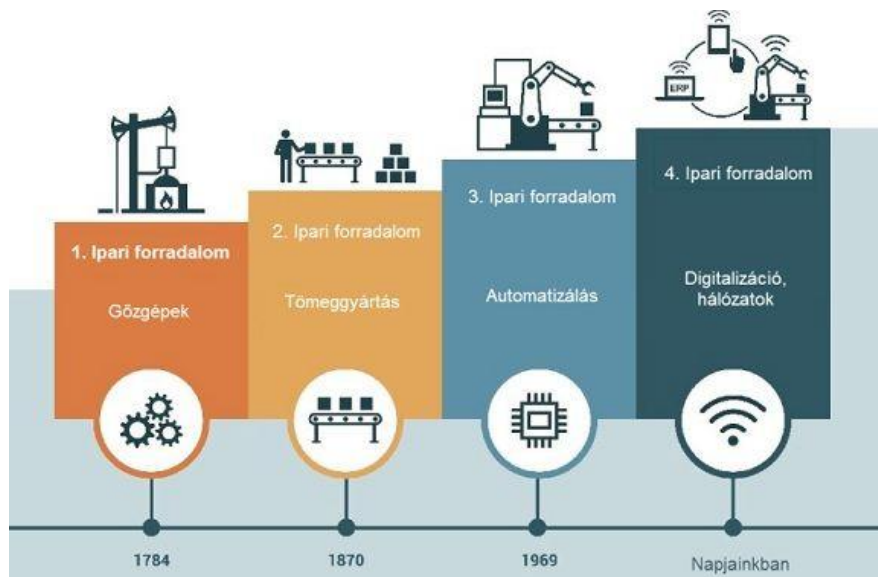 ERP
4. Ipari forradalom
3. Ipari forradalom
2. Ipari forradalom
1. Ipari forradalom
Digitalizáció,
hálózatok
Automatizálás
Tömeggyártás
Gőzgépek
1784
1870
1969
Napjainkban